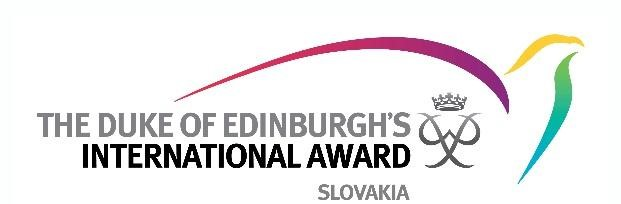 THE DUKE OF EDINBURGH'S
INTERNATIONAL AWARD
SLOVAKIA